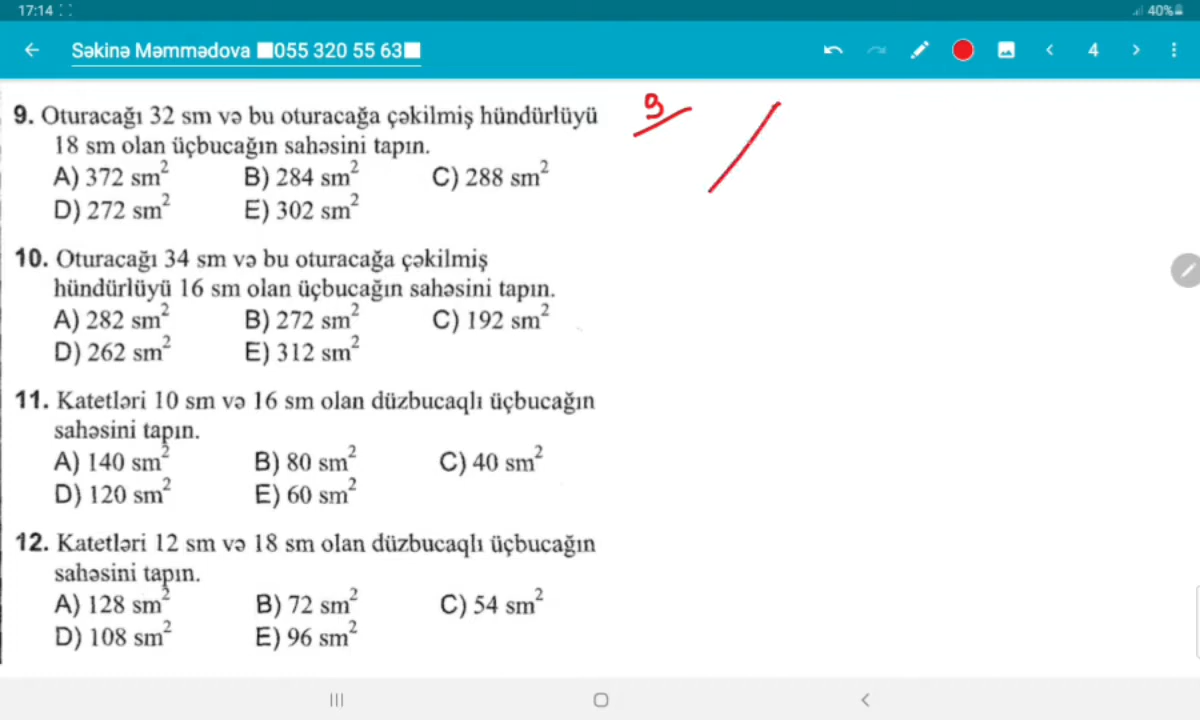 17:14
40%
Səkinə Məmmədova 055 320 55 63
4
9. Oturacağı 32 sm və bu oturacağa çəkilmiş hündürlüyü
18 sm olan üçbucağın sahəsini tapın.
A) 372 sm² B) 284 sm² C) 288 sm²
D) 272 sm² E) 302 sm²
9
10. Oturacağı 34 sm və bu oturacağa çəkilmiş
hündürlüyü 16 sm olan üçbucağın sahəsini tapın.
A) 282 sm² B) 272 sm² C) 192 sm²
D) 262 sm² E) 312 sm²
11. Katetləri 10 sm və 16 sm olan düzbucaqlı üçbucağın
sahəsini tapın.
A) 140 sm² B) 80 sm² C) 40 sm²
D) 120 sm² E) 60 sm²
12. Katetləri 12 sm və 18 sm olan düzbucaqlı üçbucağın
sahəsini tapın.
A) 128 sm² B) 72 sm² C) 54 sm²
D) 108 sm² E) 96 sm²